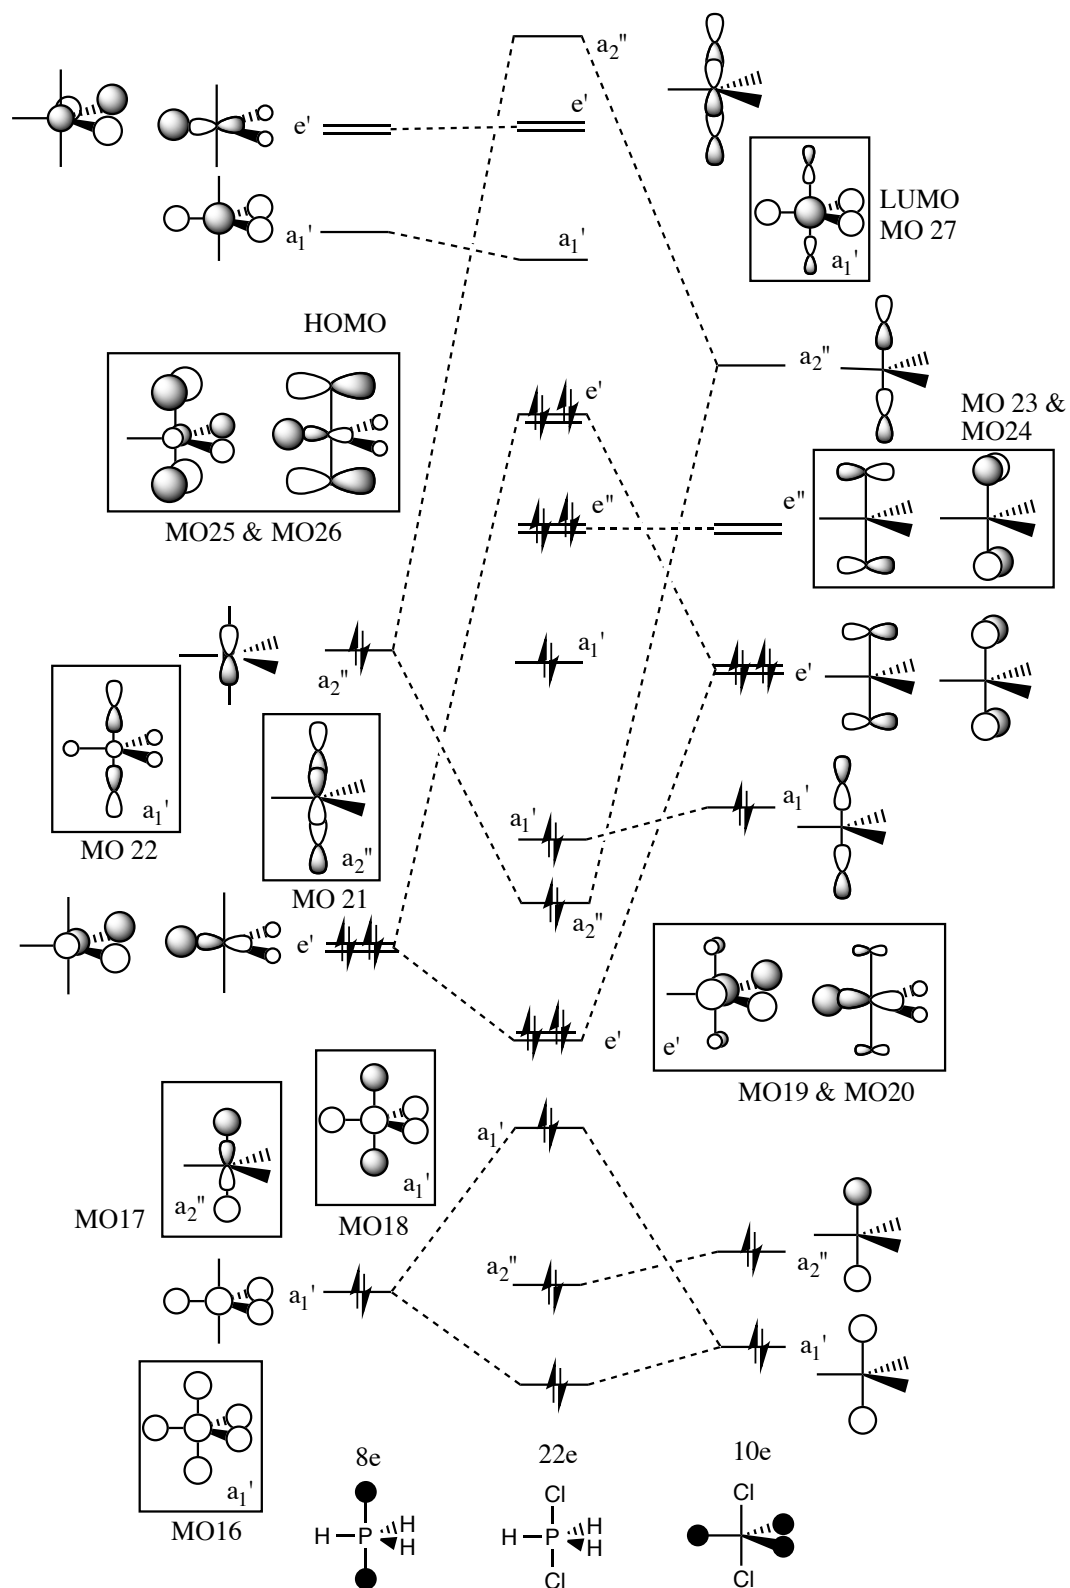 a2"
e'
e'
a1'
a1'
LUMO
MO 27
a1'
HOMO
a2"
e'
MO 23 &
MO24
e"
e"
MO25 & MO26
a1'
a2"
e'
a1'
MO 22
a2"
MO 21
a1'
a1'
a2"
e'
e'
e'
MO19 & MO20
a1'
a1'
MO18
a2"
MO17
a2"
a2"
a1'
a1'
a1'
MO16
8e
22e
10e
H P H H
Cl
H P H H
Cl
Cl
Cl